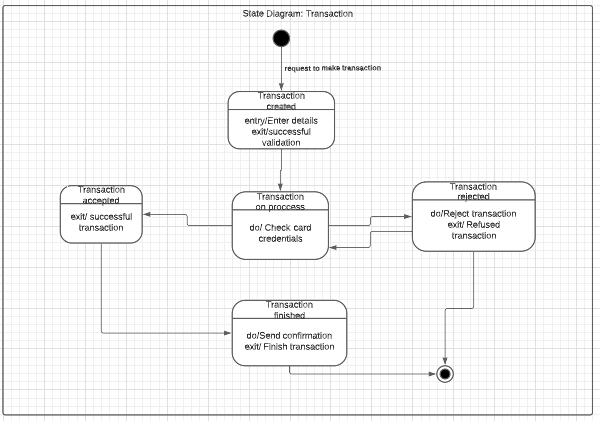 State Diagram: Transaction
request to make transaction
Transaction
created
entry/Enter details
exit/successful
validation
Transaction
accepted
exit/ successful
transaction
Transaction
on proccess
do/ Check card
credentials
Transaction
rejected
do/Reject transaction
exit/ Refused
transaction
Transaction
finished
do/Send confirmation
exit/ Finish transaction